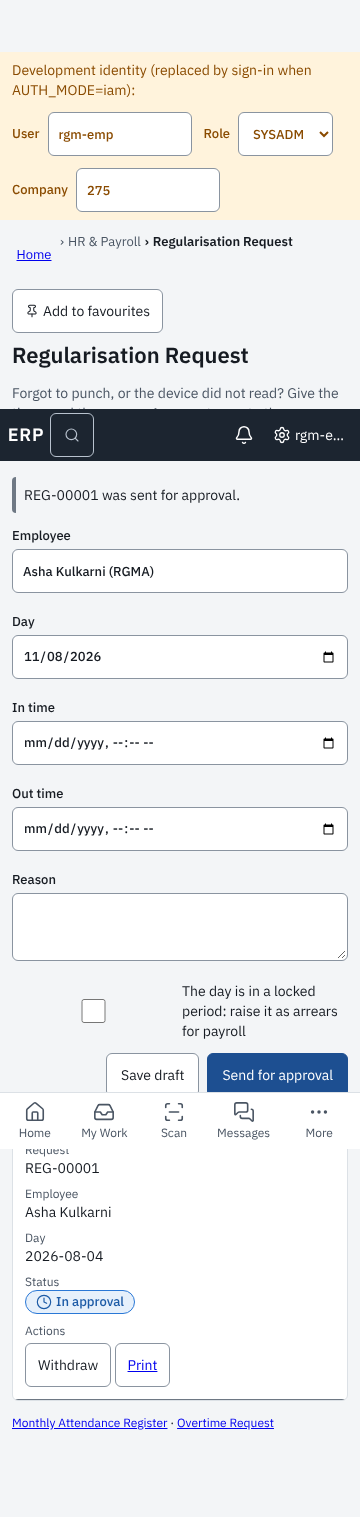 Development identity (replaced by sign-in when
AUTH_MODE=iam):
User rgm-emp Role SYSADM
Company 275
Home › HR & Payroll › Regularisation Request
Add to favourites
Regularisation Request
Forgot to punch, or the device did not read? Give the
ERP rgm-e...
REG-00001 was sent for approval.
Employee
Asha Kulkarni (RGMA)
Day
11/08/2026
In time
mm/dd/yyyy, --:-- --
Out time
mm/dd/yyyy, --:-- --
Reason
The day is in a locked
period: raise it as arrears
for payroll
Save draft Send for approval
Home My Work Scan Messages More
Request
REG-00001
Employee
Asha Kulkarni
Day
2026-08-04
Status
In approval
Actions
Withdraw Print
Monthly Attendance Register · Overtime Request